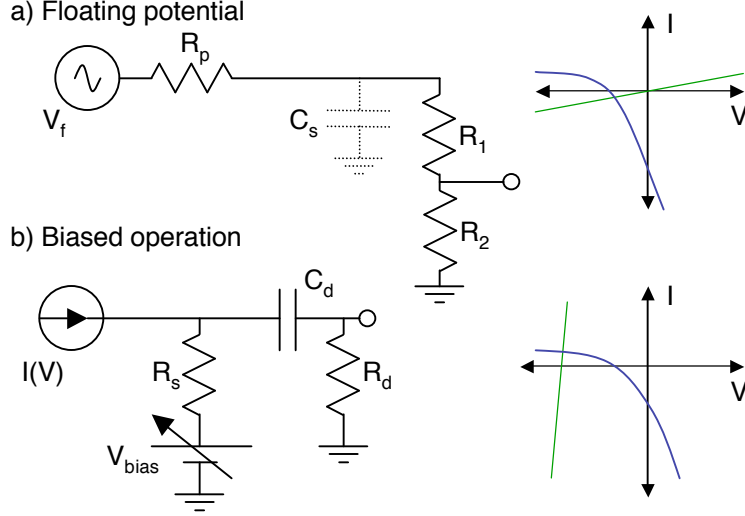 a) Floating potential
I
R_p
V_f
C_s
R_1
V
R_2
b) Biased operation
C_d
I
I(V)
R_s
R_d
V
V_bias